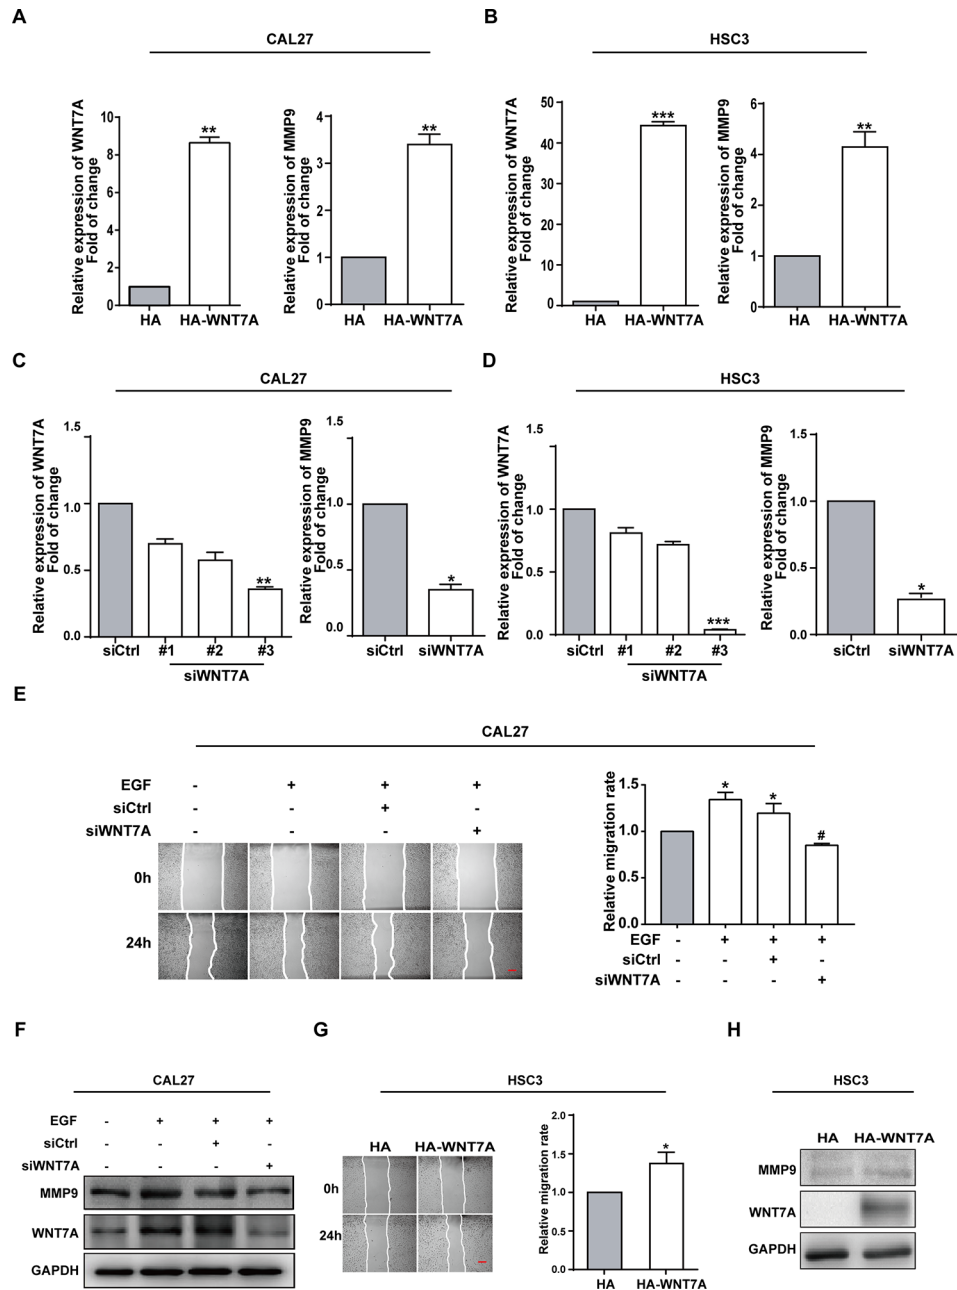 A
B
CAL27
HSC3
Relative expression of WNT7A
Fold of change
10
8
6
4
2
0
**
HA
HA-WNT7A
Relative expression of MMP9
Fold of change
4
3
2
1
0
**
HA
HA-WNT7A
Relative expression of WNT7A
Fold of change
50
40
30
20
10
0
***
HA
HA-WNT7A
Relative expression of MMP9
Fold of change
6
4
6
1
0
**
HA
HA-WNT7A
C
D
CAL27
HSC3
Relative expression of WNT7A
Fold of change
1.5
1.0
0.5
0.0
**
siCtrl
#1
#2
#3
siWNT7A
Relative expression of MMP9
Fold of change
1.5
1.0
0.5
0.0
*
siCtrl
siWNT7A
Relative expression of WNT7A
Fold of change
1.5
1.0
0.5
0.0
***
siCtrl
#1
#2
#3
siWNT7A
Relative expression of MMP9
Fold of change
1.5
1.0
0.5
0.0
*
siCtrl
siWNT7A
E
CAL27
EGF - + + +
siCtrl - - + -
siWNT7A - - - +
0h
24h
Relative migration rate
1.5
1.0
0.5
0.0
*
*
#
EGF - + + +
siCtrl - - + -
siWNT7A - - - +
F
G
H
CAL27
EGF - + + +
siCtrl - - + -
siWNT7A - - - +
MMP9
WNT7A
GAPDH
HSC3
HA
HA-WNT7A
0h
24h
Relative migration rate
2.0
1.5
1.0
0.5
0.0
*
HA
HA-WNT7A
HSC3
HA
HA-WNT7A
MMP9
WNT7A
GAPDH